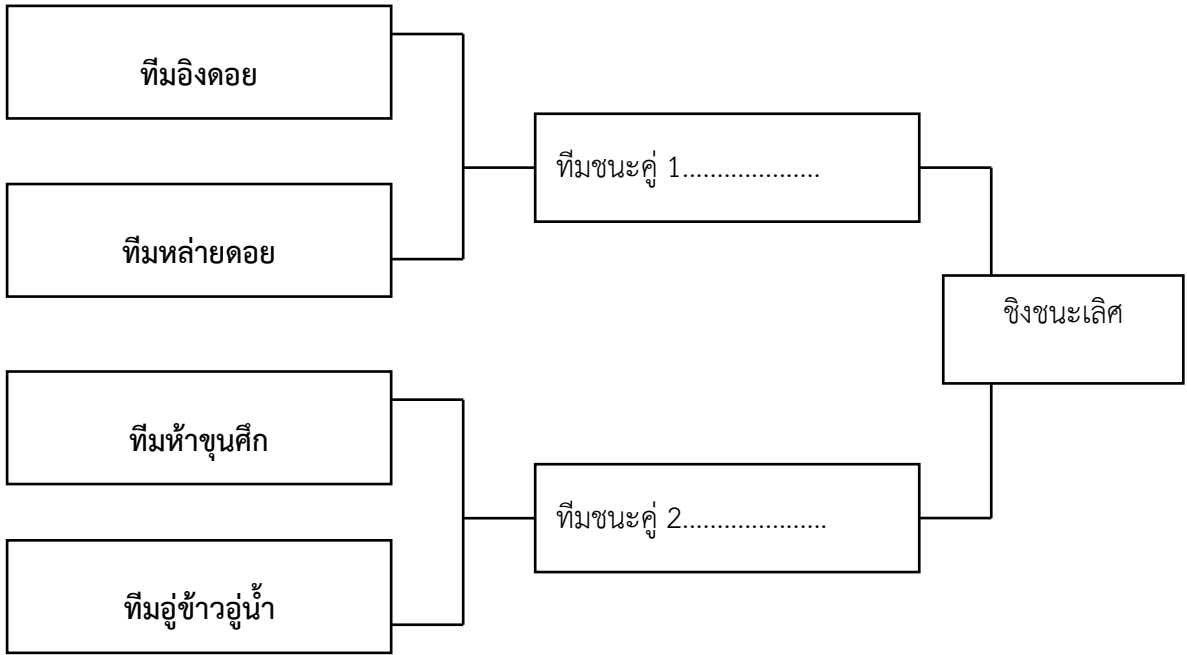 ทีมอิงดอย
ทีมหล่ายดอย
ทีมชนะคู่ 1....................
ชิงชนะเลิศ
ทีมห้าขุนศึก
ทีมอู่ข้าวอู่น้ำ
ทีมชนะคู่ 2.....................